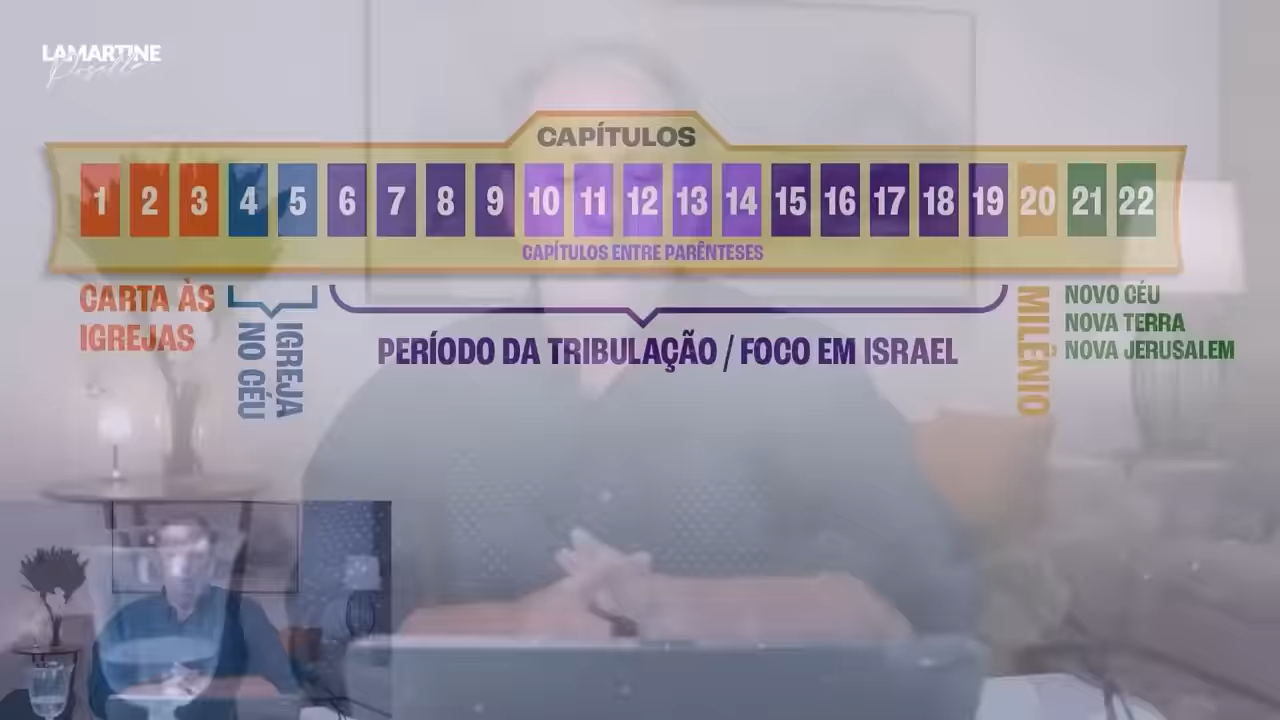 LAMARTINE
Posella
CAPÍTULOS
1 2 3 4 5 6 7 8 9 10 11 12 13 14 15 16 17 18 19 20 21 22
CAPÍTULOS ENTRE PARÊNTESES
CARTA ÀS
IGREJAS
IGREJA
NO CÉU
PERÍODO DA TRIBULAÇÃO / FOCO EM ISRAEL
MILÊNIO
NOVO CÉU
NOVA TERRA
NOVA JERUSALEM